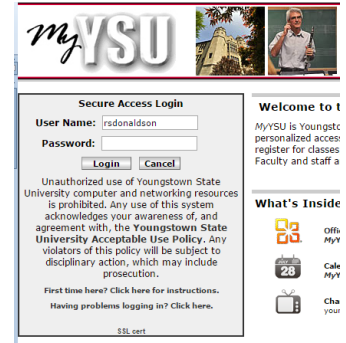 MyYSU
Secure Access Login
User Name: rsdonaldson
Password:
Login Cancel
Unauthorized use of Youngstown State
University computer and networking resources
is prohibited. Any use of this system
acknowledges your awareness of, and
agreement with, the Youngstown State
University Acceptable Use Policy. Any
violators of this policy will be subject to
disciplinary action, which may include
prosecution.
First time here? Click here for instructions.
Having problems logging in? Click here.
SSL cert
Welcome to t
MyYSU is Youngsto
personalized acces
register for classes
Faculty and staff a
What's Inside
Offi
MyY
28
Cale
MyY
Cha
your